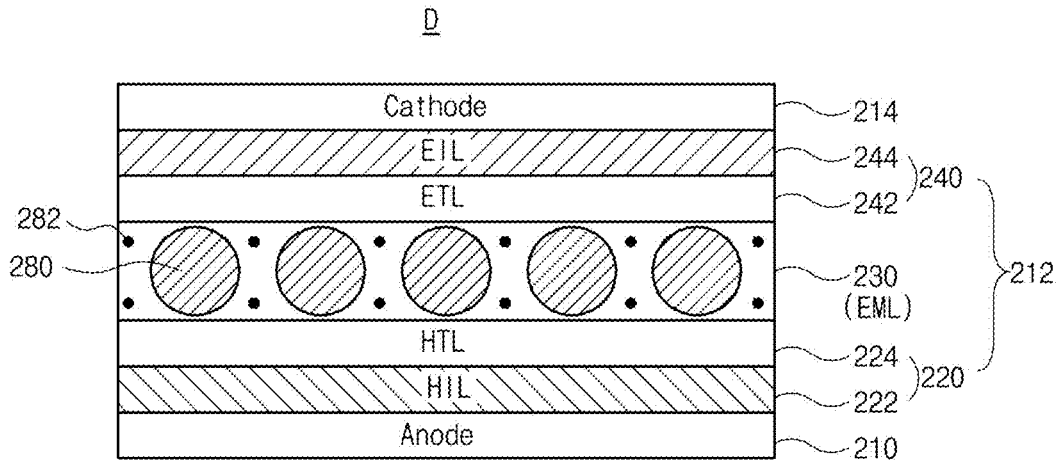 D
Cathode 214
EIL 244
240
ETL 242
282
280
230
(EML)
212
HTL 224
220
HIL 222
Anode 210